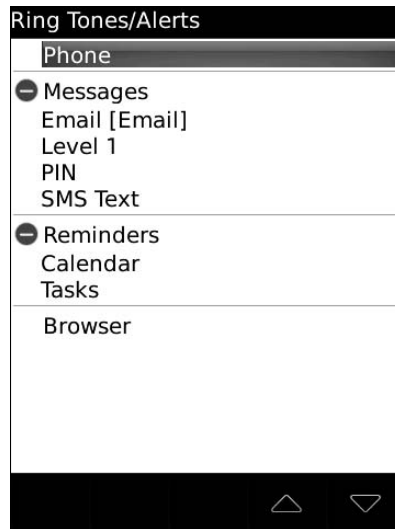 Ring Tones/Alerts
Phone
Messages
Email [Email]
Level 1
PIN
SMS Text
Reminders
Calendar
Tasks
Browser